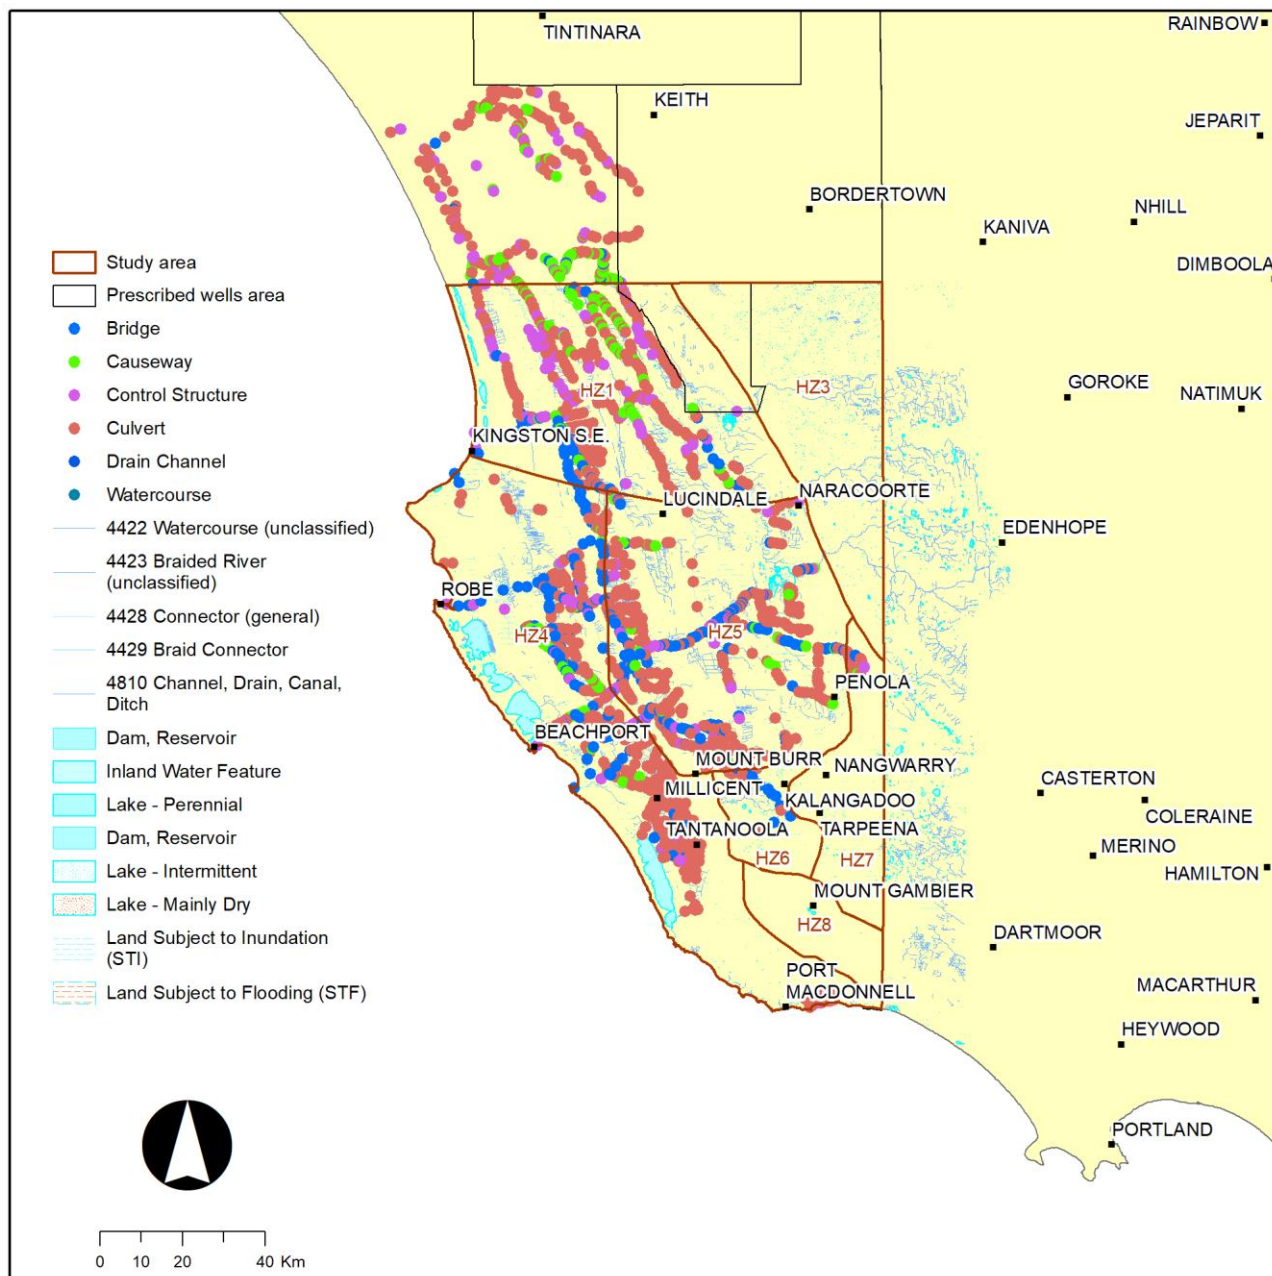 TINTINARA
RAINBOW
KEITH
JEPARIT
BORDERTOWN
NHILL
KANIVA
DIMBOOLA
Study area
Prescribed wells area
Bridge
Causeway
Control Structure
Culvert
Drain Channel
Watercourse
4422 Watercourse (unclassified)
4423 Braided River
(unclassified)
4428 Connector (general)
4429 Braid Connector
4810 Channel, Drain, Canal,
Ditch
Dam, Reservoir
Inland Water Feature
Lake - Perennial
Dam, Reservoir
Lake - Intermittent
Lake - Mainly Dry
Land Subject to Inundation
(STI)
Land Subject to Flooding (STF)
HZ1
HZ3
GOROKE
NATIMUK
KINGSTON S.E.
LUCINDALE
NARACOORTE
EDENHOPE
ROBE
HZ4
HZ5
PENOLA
BEACHPORT
MOUNT BURR
NANGWARRY
MILLICENT
KALANGADOO
CASTERTON
COLERAINE
TANTANOOLA
TARPEENA
MERINO
HZ6
HZ7
HAMILTON
MOUNT GAMBIER
HZ8
DARTMOOR
PORT
MACDONNELL
MACARTHUR
HEYWOOD
PORTLAND
0 10 20 40 Km